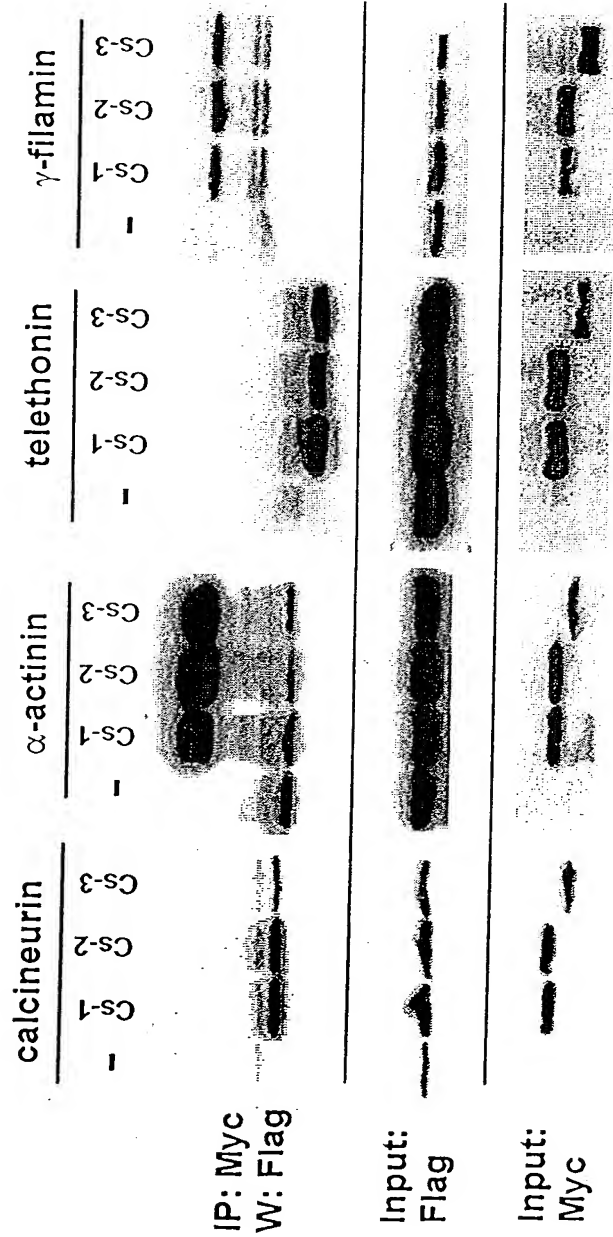 calcineurin α-actinin telethonin γ-filamin
- Cs-1 Cs-2 Cs-3 - Cs-1 Cs-2 Cs-3 - Cs-1 Cs-2 Cs-3 - Cs-1 Cs-2 Cs-3
IP: Myc
W: Flag
Input:
Flag
Input:
Myc